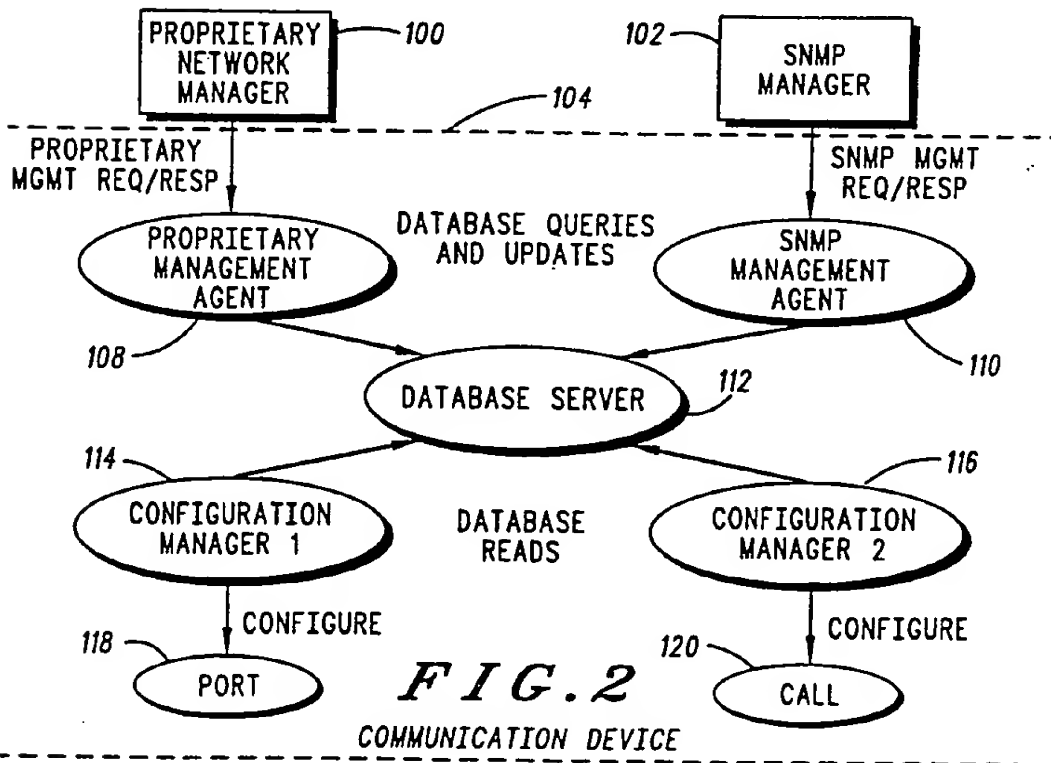 PROPRIETARY
NETWORK
MANAGER
100
102
SNMP
MANAGER
104
PROPRIETARY
MGMT REQ/RESP
SNMP MGMT
REQ/RESP
DATABASE QUERIES
AND UPDATES
PROPRIETARY
MANAGEMENT
AGENT
SNMP
MANAGEMENT
AGENT
108
110
DATABASE SERVER
112
114
116
CONFIGURATION
MANAGER 1
DATABASE
READS
CONFIGURATION
MANAGER 2
CONFIGURE
CONFIGURE
118
120
PORT
FIG.2
CALL
COMMUNICATION DEVICE